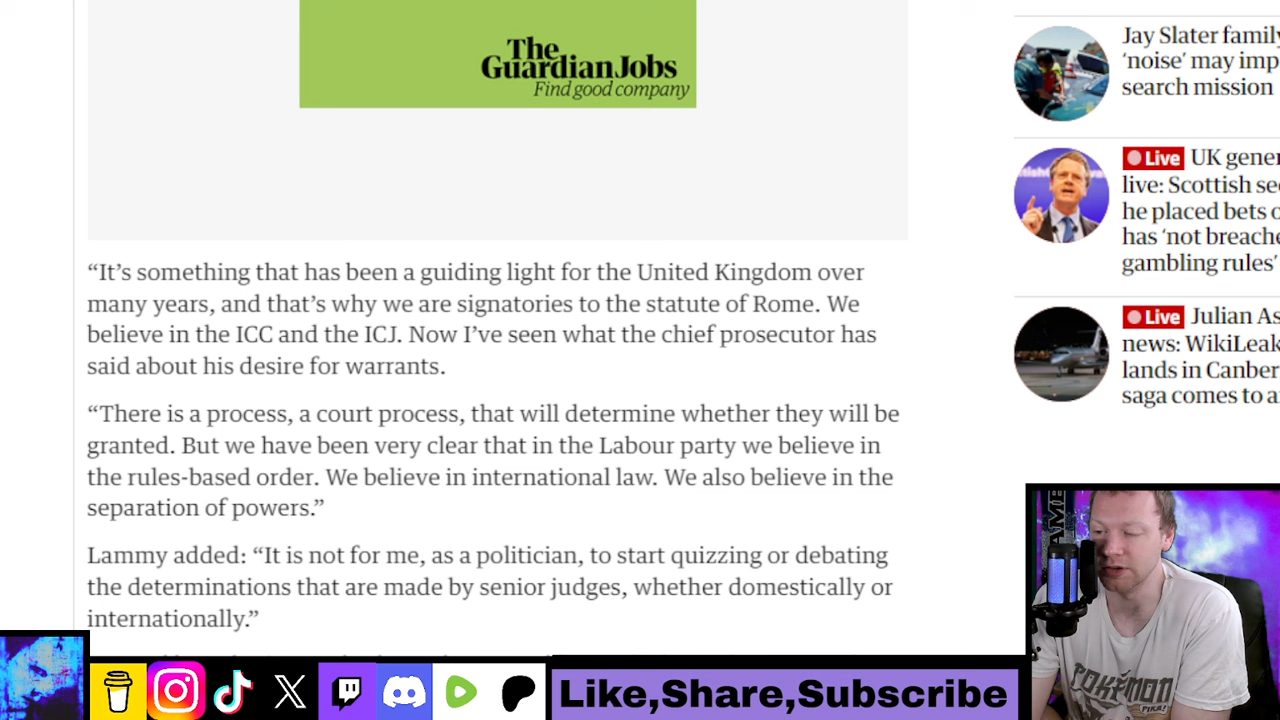 The
GuardianJobs
Find good company
“It’s something that has been a guiding light for the United Kingdom over
many years, and that’s why we are signatories to the statute of Rome. We
believe in the ICC and the ICJ. Now I’ve seen what the chief prosecutor has
said about his desire for warrants.
“There is a process, a court process, that will determine whether they will be
granted. But we have been very clear that in the Labour party we believe in
the rules-based order. We believe in international law. We also believe in the
separation of powers.”
Lammy added: “It is not for me, as a politician, to start quizzing or debating
the determinations that are made by senior judges, whether domestically or
internationally.”
Jay Slater family
‘noise’ may imp
search mission
Live UK gener
live: Scottish se
he placed bets o
has ‘not breache
gambling rules’
Live Julian As
news: WikiLeak
lands in Canber
saga comes to a
POKÉMON
PIKA!
Like,Share,Subscribe